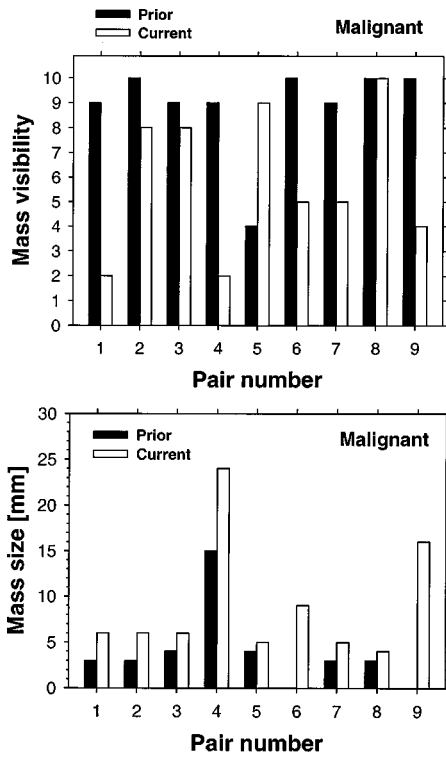 Prior
Current
Malignant
10
9
8
7
6
5
4
3
2
1
0
Mass visibility
1 2 3 4 5 6 7 8 9
Pair number
30
25
20
15
10
5
0
Mass size [mm]
Prior
Current
Malignant
1 2 3 4 5 6 7 8 9
Pair number